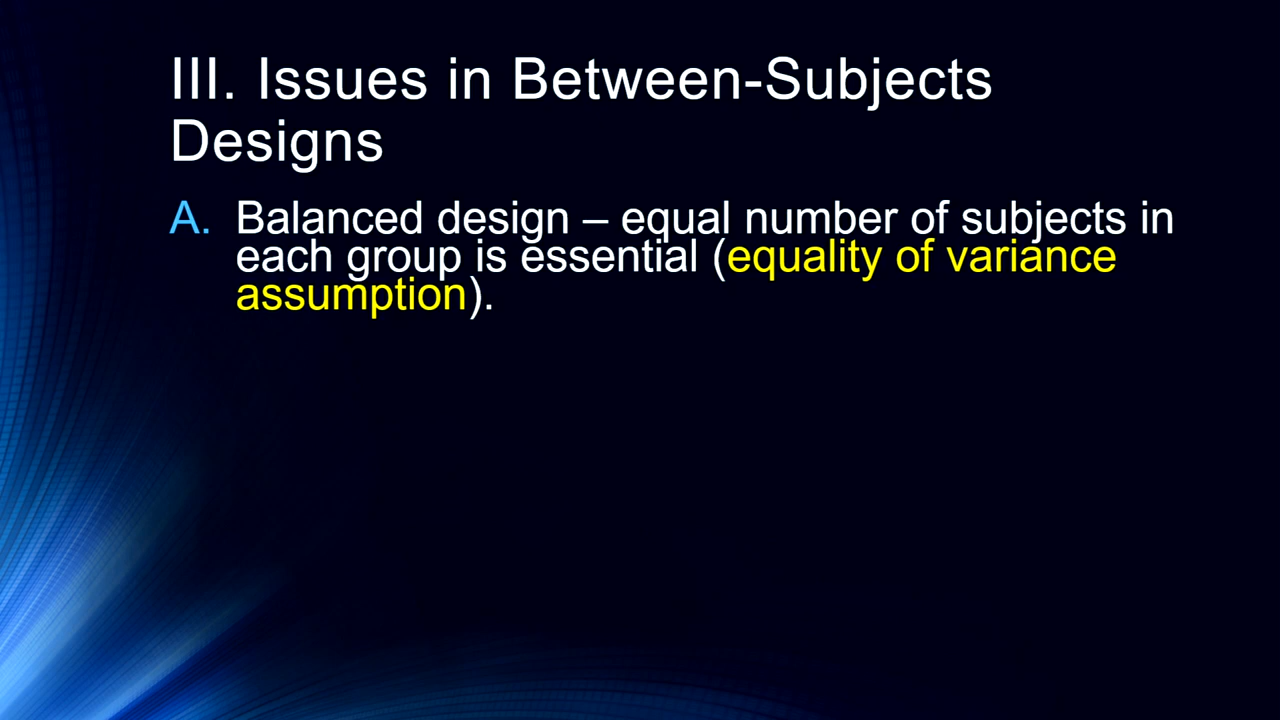 III. Issues in Between-Subjects
Designs
A. Balanced design – equal number of subjects in
each group is essential (equality of variance
assumption).